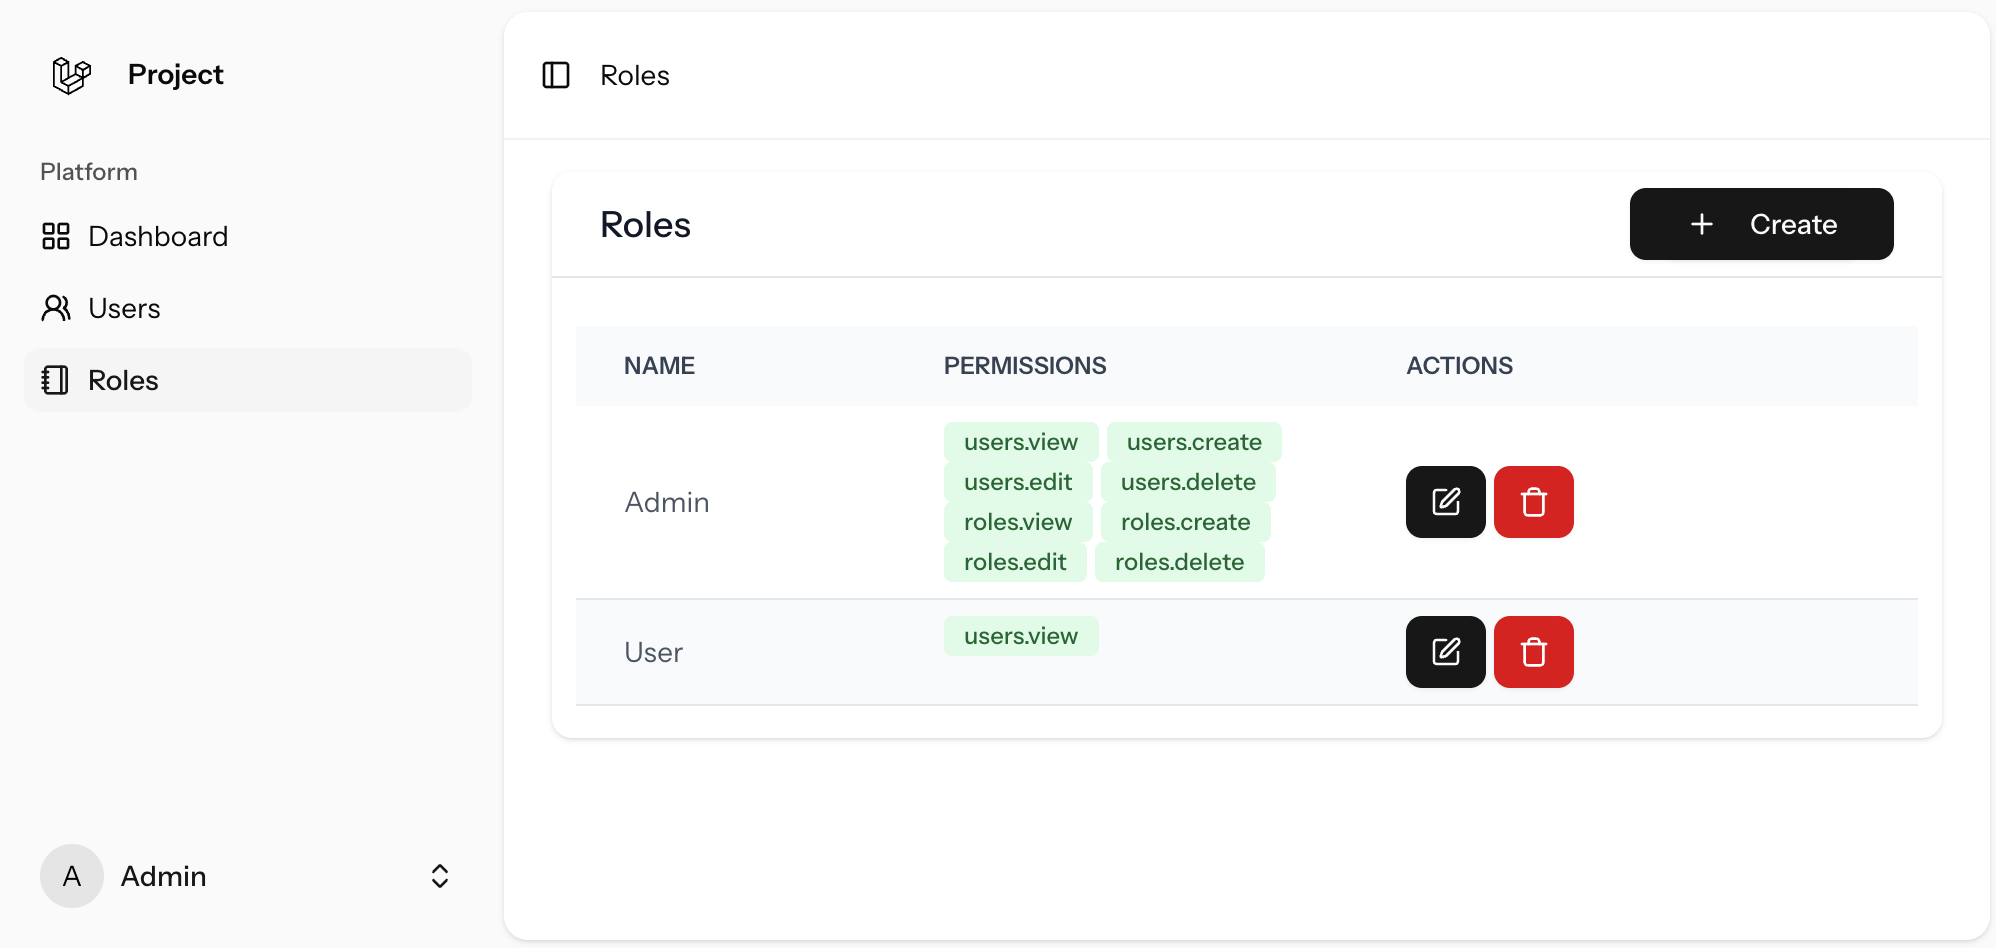 Project
Platform
Dashboard
Users
Roles
A Admin
Roles
Roles
Create
NAME PERMISSIONS ACTIONS
Admin
users.view users.create
users.edit users.delete
roles.view roles.create
roles.edit roles.delete
User users.view